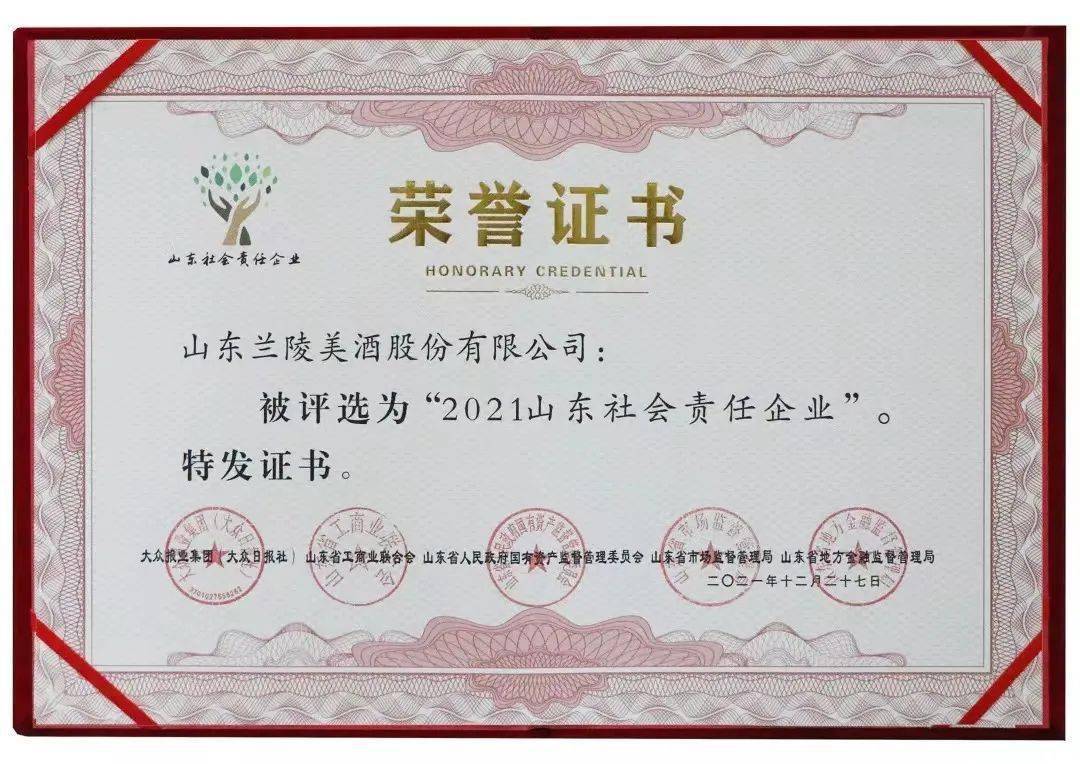 山东社会责任企业
荣誉证书
HONORARY CREDENTIAL
山东兰陵美酒股份有限公司：
被评选为“2021山东社会责任企业”。
特发证书。
大众报业集团（大众日报社） 山东省工商业联合会 山东省人民政府国有资产监督管理委员会 山东省市场监督管理局 山东省地方金融监督管理局
二〇二一年十二月二十七日